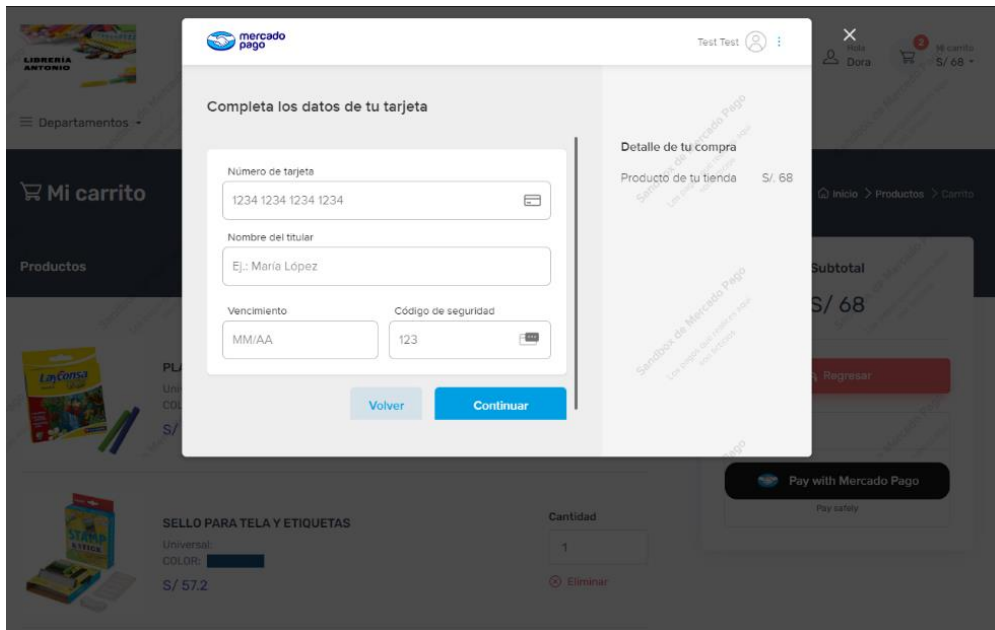 LIBRERÍA
ANTONIO
mercado
pago
Test Test
Hola
Dora
2
Mi carrito
S/ 68
Departamentos
Completa los datos de tu tarjeta
Número de tarjeta
1234 1234 1234 1234
Nombre del titular
Ej.: María López
Vencimiento
Código de seguridad
MM/AA
123
Volver
Continuar
Detalle de tu compra
Producto de tu tienda S/. 68
Sandbox de Mercado Pago
Mi carrito
Inicio > Productos > Carrito
Productos
Subtotal
S/ 68
Layconsa
S/
Regresar
Pay with Mercado Pago
Pay safely
STAMP
STICK
SELLO PARA TELA Y ETIQUETAS
Universal:
COLOR:
S/ 57.2
Cantidad
1
Eliminar